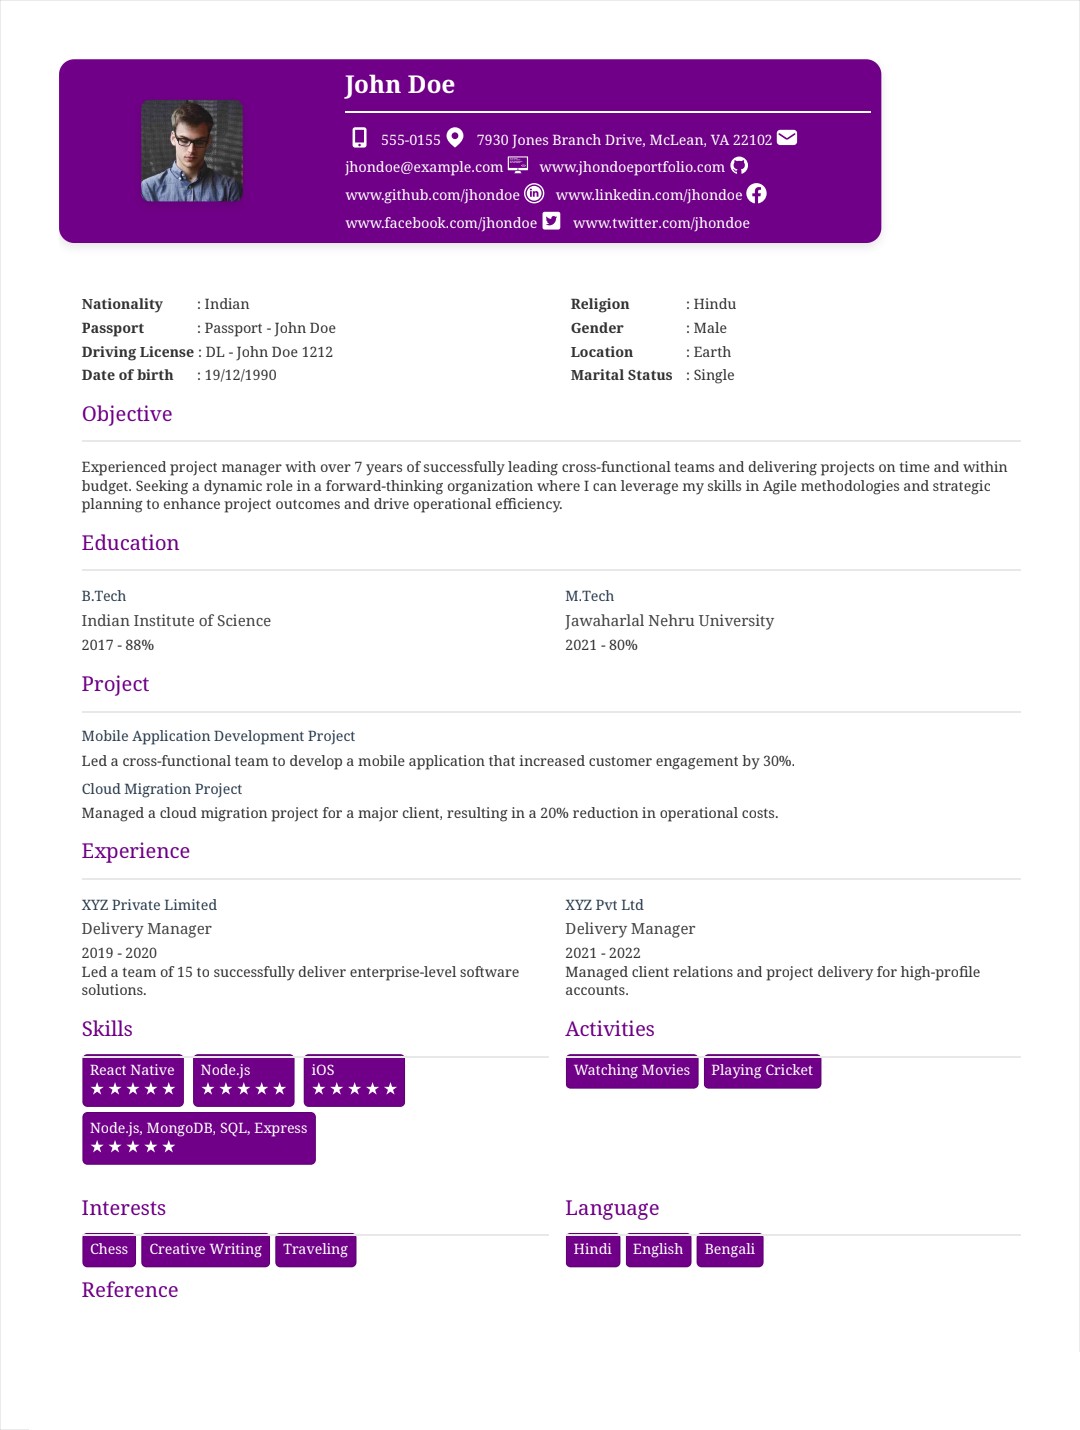 John Doe
555-0155 7930 Jones Branch Drive, McLean, VA 22102
jhondoe@example.com www.jhondoeportfolio.com
www.github.com/jhondoe www.linkedin.com/jhondoe
www.facebook.com/jhondoe www.twitter.com/jhondoe
Nationality : Indian
Passport : Passport - John Doe
Driving License : DL - John Doe 1212
Date of birth : 19/12/1990
Religion : Hindu
Gender : Male
Location : Earth
Marital Status : Single
Objective
Experienced project manager with over 7 years of successfully leading cross-functional teams and delivering projects on time and within
budget. Seeking a dynamic role in a forward-thinking organization where I can leverage my skills in Agile methodologies and strategic
planning to enhance project outcomes and drive operational efficiency.
Education
B.Tech
Indian Institute of Science
2017 - 88%
M.Tech
Jawaharlal Nehru University
2021 - 80%
Project
Mobile Application Development Project
Led a cross-functional team to develop a mobile application that increased customer engagement by 30%.
Cloud Migration Project
Managed a cloud migration project for a major client, resulting in a 20% reduction in operational costs.
Experience
XYZ Private Limited
Delivery Manager
2019 - 2020
Led a team of 15 to successfully deliver enterprise-level software
solutions.
XYZ Pvt Ltd
Delivery Manager
2021 - 2022
Managed client relations and project delivery for high-profile
accounts.
Skills
React Native
★★★★★
Node.js
★★★★★
iOS
★★★★★
Node.js, MongoDB, SQL, Express
★★★★★
Activities
Watching Movies
Playing Cricket
Interests
Chess
Creative Writing
Traveling
Language
Hindi
English
Bengali
Reference